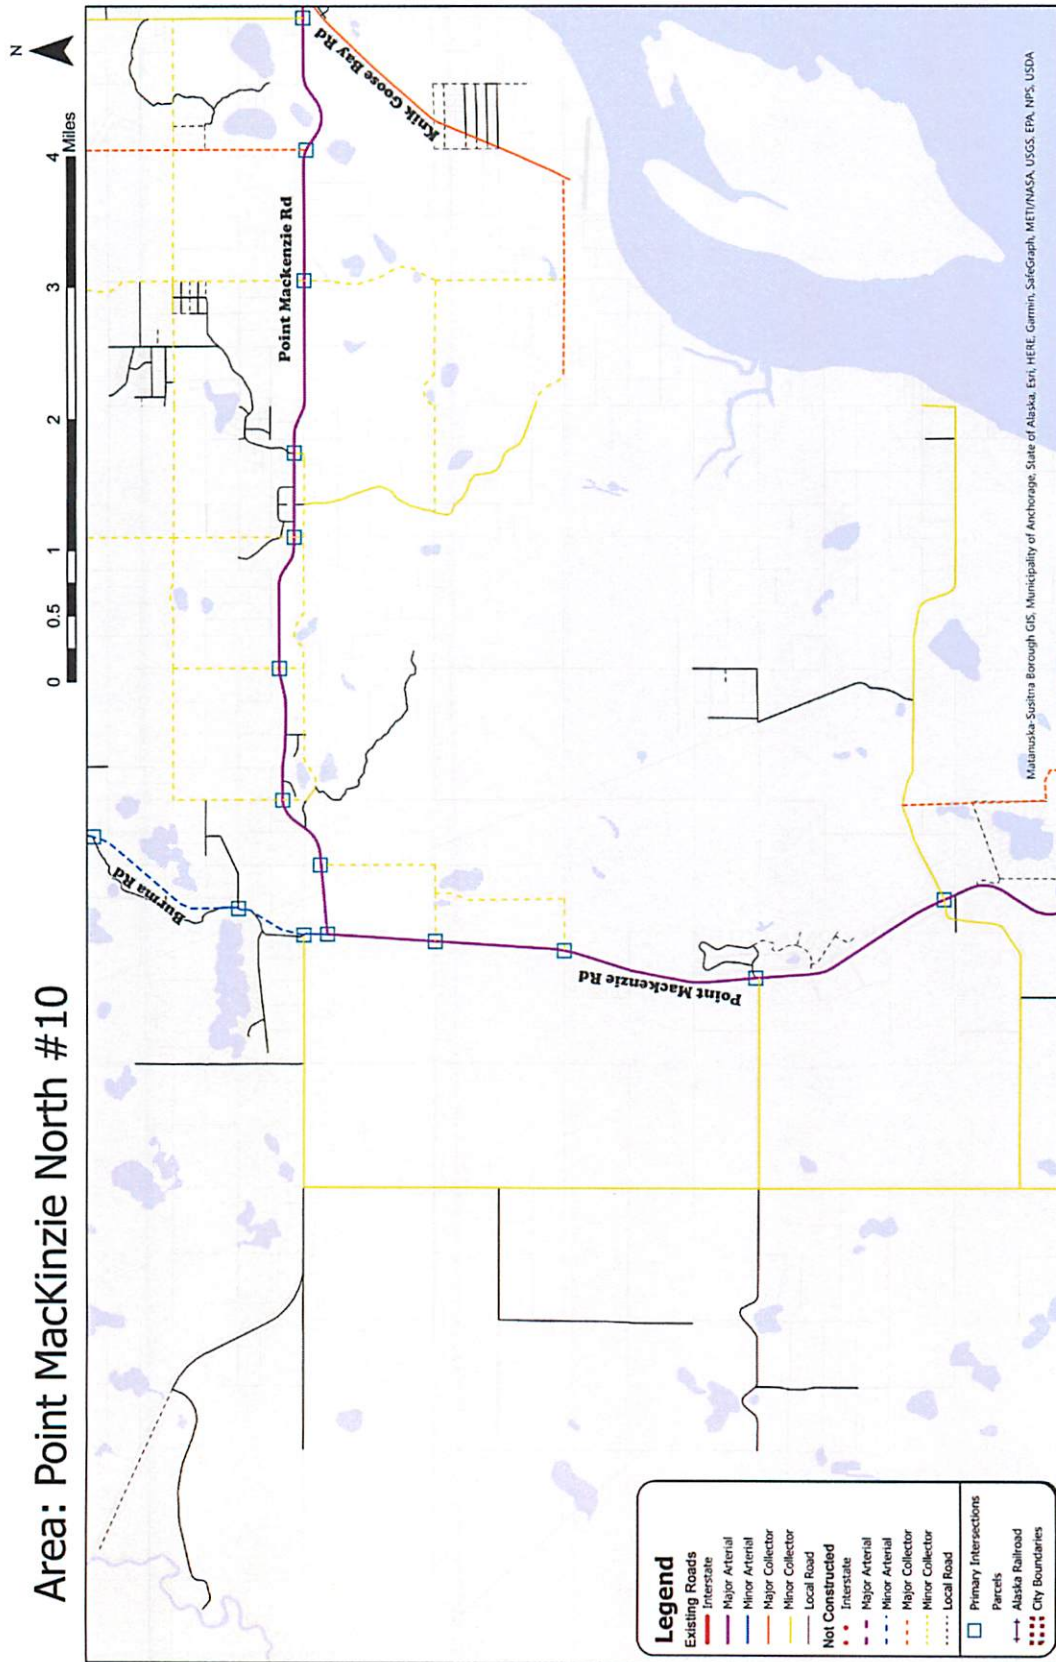 Area: Point MacKinzie North #10
0 0.5 1 2 3 4
Miles
N
Burma Rd
Point Mackenzie Rd
Knik Goose Bay Rd
Point Mackenzie Rd
Legend
Existing Roads
Interstate
Major Arterial
Minor Arterial
Major Collector
Minor Collector
Local Road
Not Constructed
Interstate
Major Arterial
Minor Arterial
Major Collector
Minor Collector
Local Road
Primary Intersections
Parcels
Alaska Railroad
City Boundaries
Matanuska-Susitna Borough GIS, Municipality of Anchorage, State of Alaska, Esri, HERE, Garmin, SafeGraph, METI/NASA, USGS, EPA, NPS, USDA